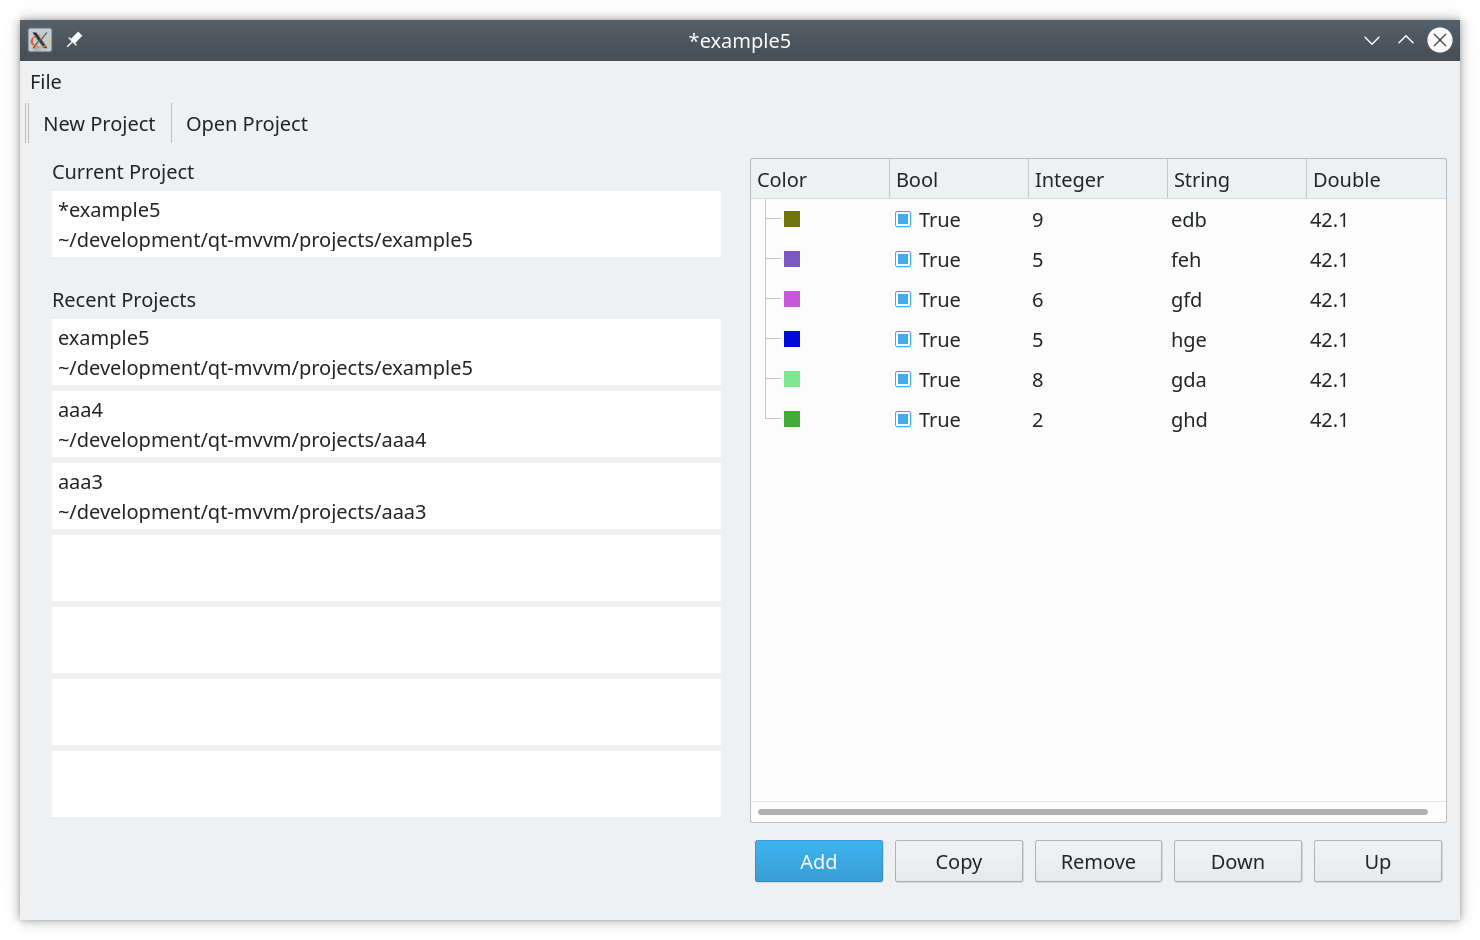 *example5
File
New Project Open Project
Current Project
*example5
~/development/qt-mvvm/projects/example5
Recent Projects
example5
~/development/qt-mvvm/projects/example5
aaa4
~/development/qt-mvvm/projects/aaa4
aaa3
~/development/qt-mvvm/projects/aaa3
Color Bool Integer String Double
True 9 edb 42.1
True 5 feh 42.1
True 6 gfd 42.1
True 5 hge 42.1
True 8 gda 42.1
True 2 ghd 42.1
Add Copy Remove Down Up